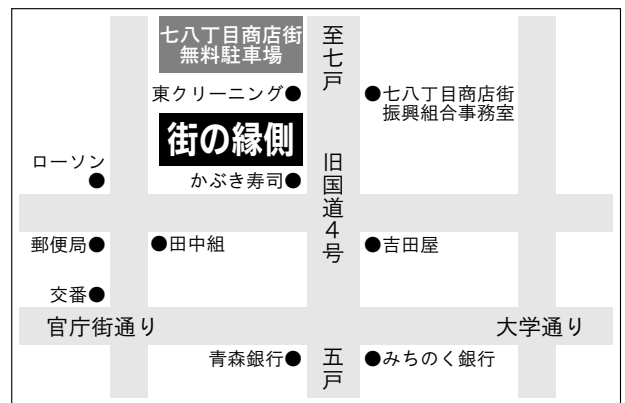 七八丁目商店街
無料駐車場
至七戸
東クリーニング●
●七八丁目商店街
振興組合事務室
街の縁側
ローソン
●
かぶき寿司●
旧国道4号
郵便局●
●田中組
●吉田屋
交番●
官庁街通り
大学通り
青森銀行●
五戸
●みちのく銀行